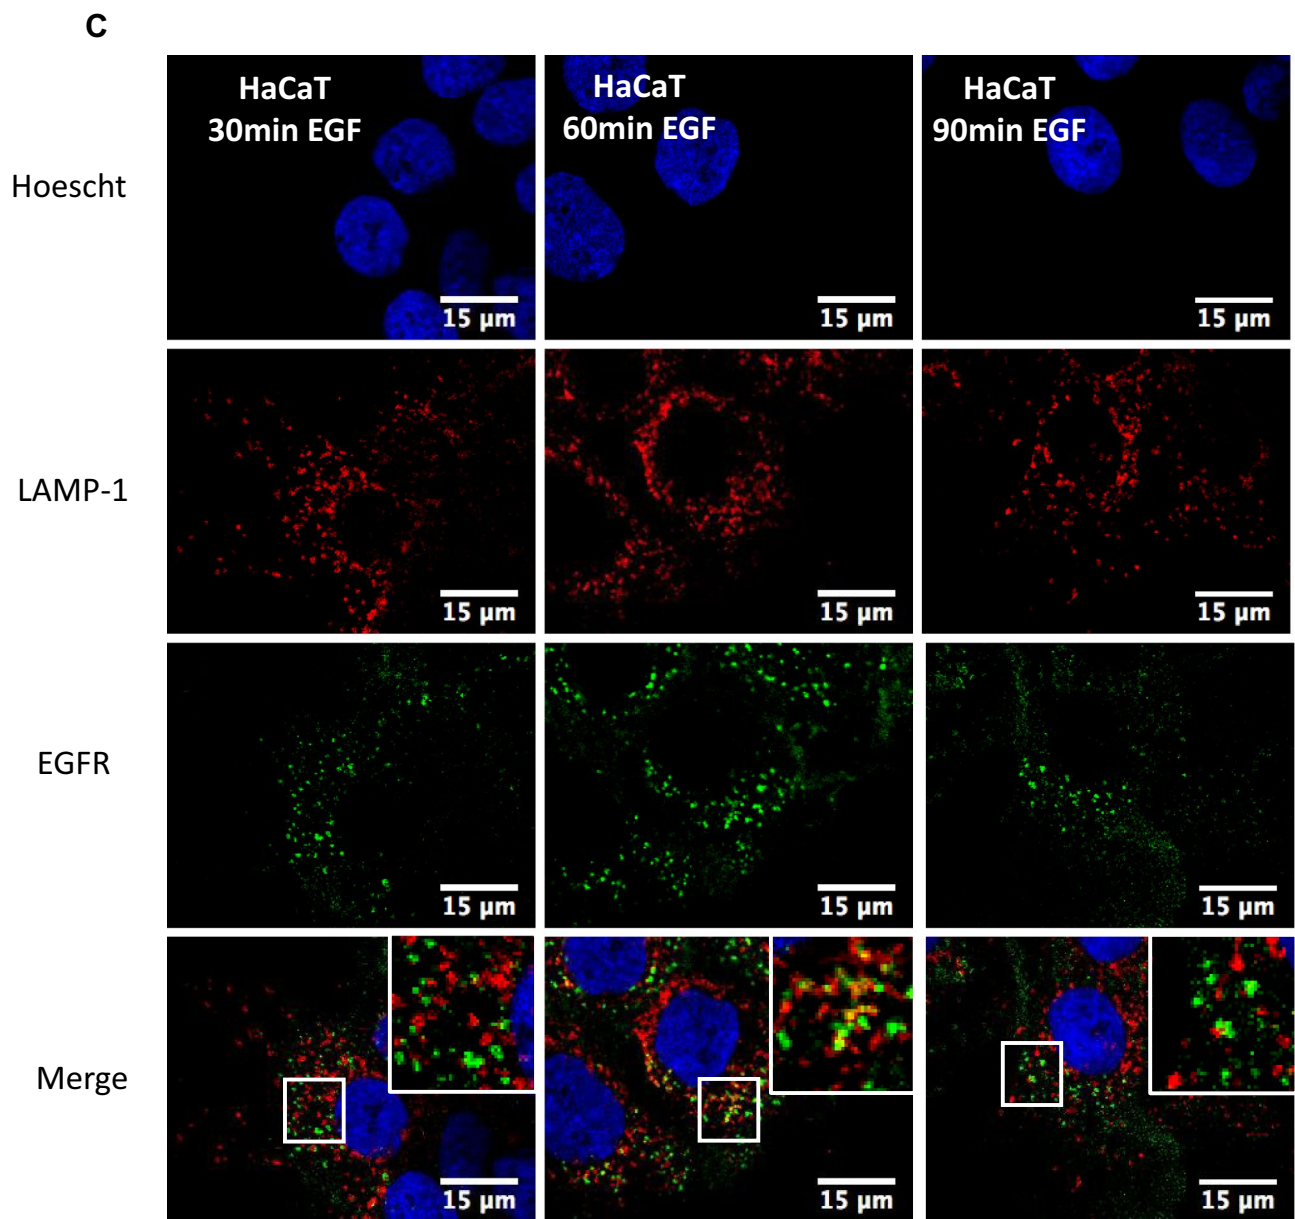 C
HaCaT
30min EGF
HaCaT
60min EGF
HaCaT
90min EGF
Hoescht
15 µm
15 µm
15 µm
LAMP-1
15 µm
15 µm
15 µm
EGFR
15 µm
15 µm
15 µm
Merge
15 µm
15 µm
15 µm